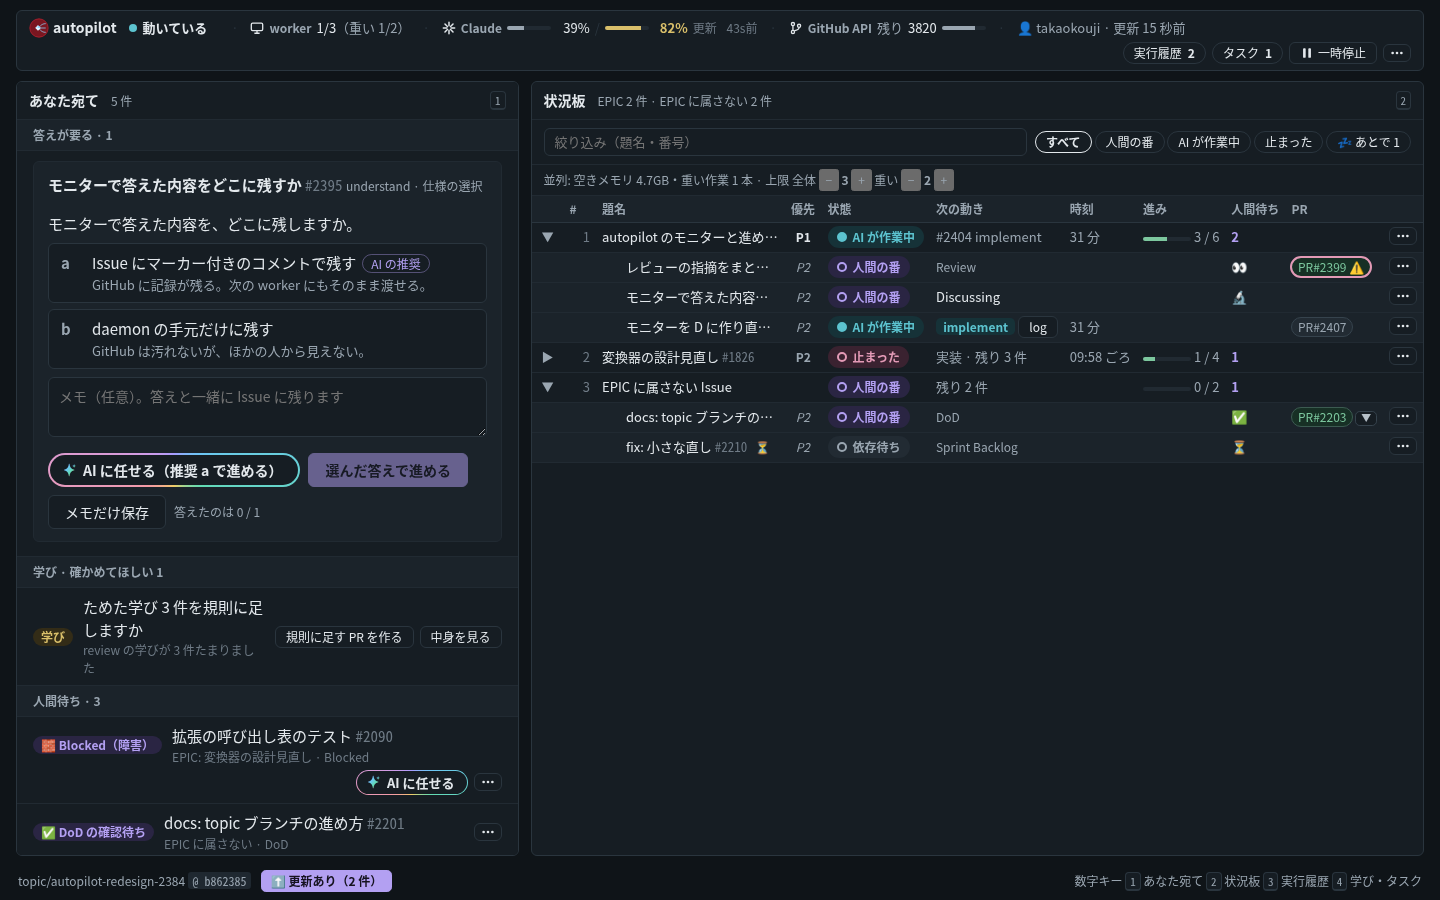 autopilot 動いている · worker 1/3（重い 1/2） · Claude 39% / 82% 更新 43s前 · GitHub API 残り 3820 · takaokouji · 更新 15 秒前
実行履歴 2 タスク 1 一時停止 ···
あなた宛て 5 件 1
答えが要る · 1
モニターで答えた内容をどこに残すか #2395 understand · 仕様の選択
モニターで答えた内容を、どこに残しますか。
a Issue にマーカー付きのコメントで残す AI の推奨
GitHub に記録が残る。次の worker にもそのまま渡せる。
b daemon の手元だけに残す
GitHub は汚れないが、ほかの人から見えない。
メモ（任意）。答えと一緒に Issue に残ります
AI に任せる（推奨 a で進める） 選んだ答えで進める
メモだけ保存 答えたのは 0 / 1
学び · 確かめてほしい 1
学び ためた学び 3 件を規則に足
しますか
review の学びが 3 件たまりまし
た
規則に足す PR を作る 中身を見る
人間待ち · 3
Blocked（障害） 拡張の呼び出し表のテスト #2090
EPIC: 変換器の設計見直し · Blocked
AI に任せる ···
DoD の確認待ち docs: topic ブランチの進め方 #2201 ···
EPIC に属さない · DoD
状況板 EPIC 2 件 · EPIC に属さない 2 件 2
絞り込み（題名・番号） すべて 人間の番 AI が作業中 止まった 💤 あとで 1
並列: 空きメモリ 4.7GB・重い作業 1 本 · 上限 全体 − 3 + 重い − 2 +
# 題名 優先 状態 次の動き 時刻 進み 人間待ち PR
▼ 1 autopilot のモニターと進め… P1 AI が作業中 #2404 implement 31 分 3 / 6 2 ···
レビューの指摘をまと… P2 人間の番 Review 👀 PR#2399 ⚠️ ···
モニターで答えた内容… P2 人間の番 Discussing 🔬 ···
モニターを D に作り直… P2 AI が作業中 implement log 31 分 PR#2407 ···
▶ 2 変換器の設計見直し #1826 P2 止まった 実装 · 残り 3 件 09:58 ごろ 1 / 4 1 ···
▼ 3 EPIC に属さない Issue 人間の番 残り 2 件 0 / 2 1
docs: topic ブランチの… P2 人間の番 DoD ✅ PR#2203 ▼ ···
fix: 小さな直し #2210 ⏳ P2 依存待ち Sprint Backlog ⏳ ···
topic/autopilot-redesign-2384 @ b862385 ⬆️ 更新あり（2 件） 数字キー 1 あなた宛て 2 状況板 3 実行履歴 4 学び・タスク